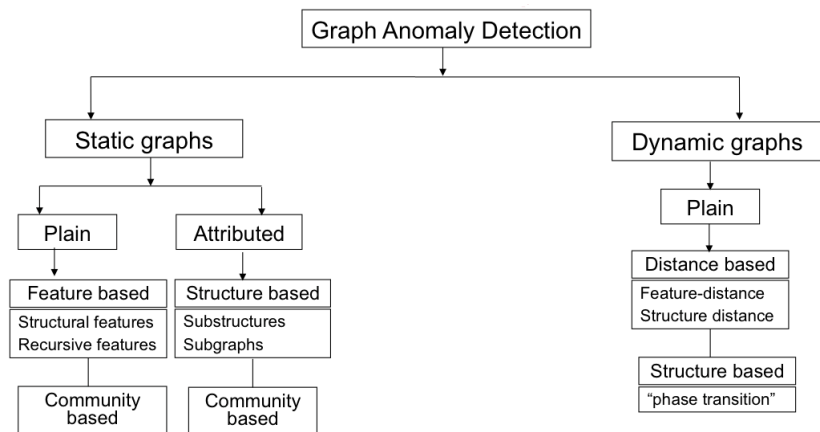 Graph Anomaly Detection
Static graphs
Dynamic graphs
Plain
Attributed
Plain
Feature based
Structural features
Recursive features
Structure based
Substructures
Subgraphs
Distance based
Feature-distance
Structure distance
Community
based
Community
based
Structure based
“phase transition”